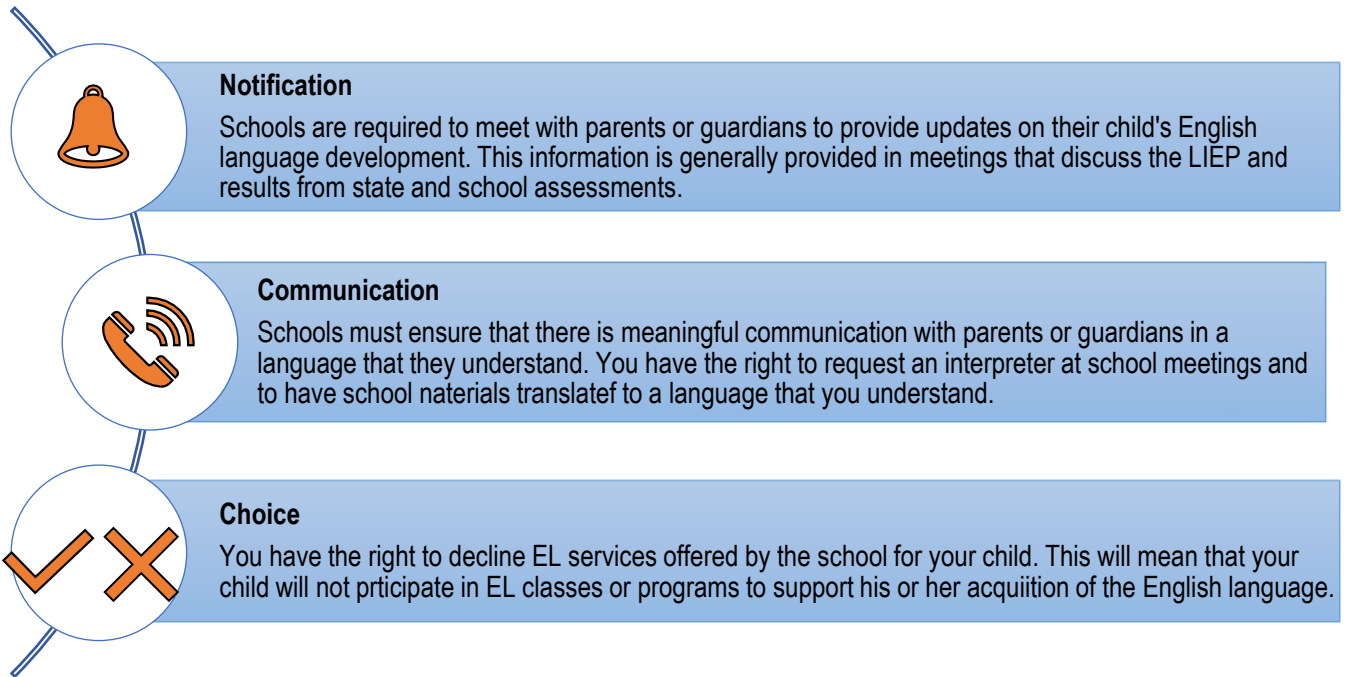 Notification
Schools are required to meet with parents or guardians to provide updates on their child's English
language development. This information is generally provided in meetings that discuss the LIEP and
results from state and school assessments.
Communication
Schools must ensure that there is meaningful communication with parents or guardians in a
language that they understand. You have the right to request an interpreter at school meetings and
to have school naterials translatef to a language that you understand.
Choice
You have the right to decline EL services offered by the school for your child. This will mean that your
child will not prticipate in EL classes or programs to support his or her acquiition of the English language.